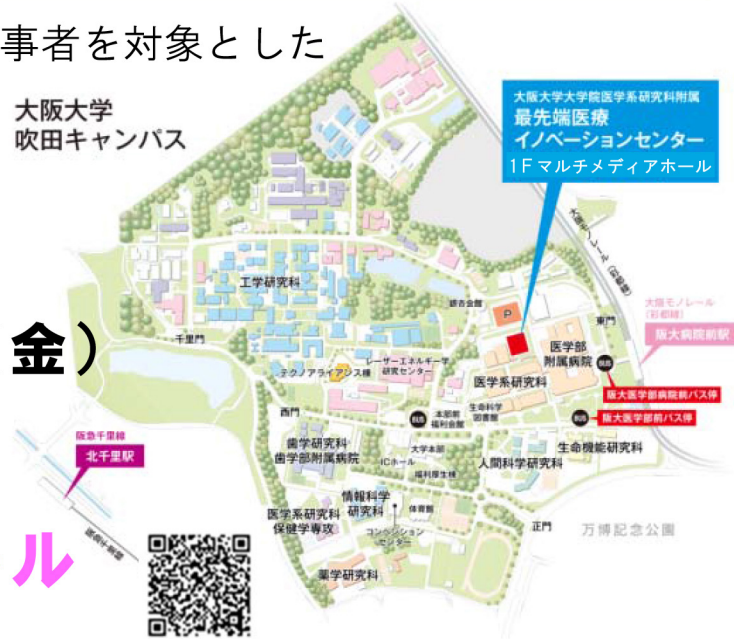 事者を対象とした
大阪大学
吹田キャンパス
大阪大学大学院医学系研究科附属
最先端医療
イノベーションセンター
1Fマルチメディアホール
大阪モノレール(彩都線)
工学研究科
銀杏会館
P
大阪モノレール
(彩都線)
東門
阪大病院前駅
金)
千里門
医学部
附属病院
レーザーエネルギー学
研究センター
テクノアライアンス棟
医学系研究科
阪大医学部病院前バス停
西門
本部前
福利会館
生命科学
図書館
阪大医学部前バス停
阪急千里線
北千里駅
歯学研究科・
歯学部附属病院
大学本部
生命機能研究科
ICホール
人間科学研究科
福利厚生棟
情報科学
研究科
体育館
医学系研究科
保健学専攻
正門
万博記念公園
コンベンション
センター
ル
薬学研究科